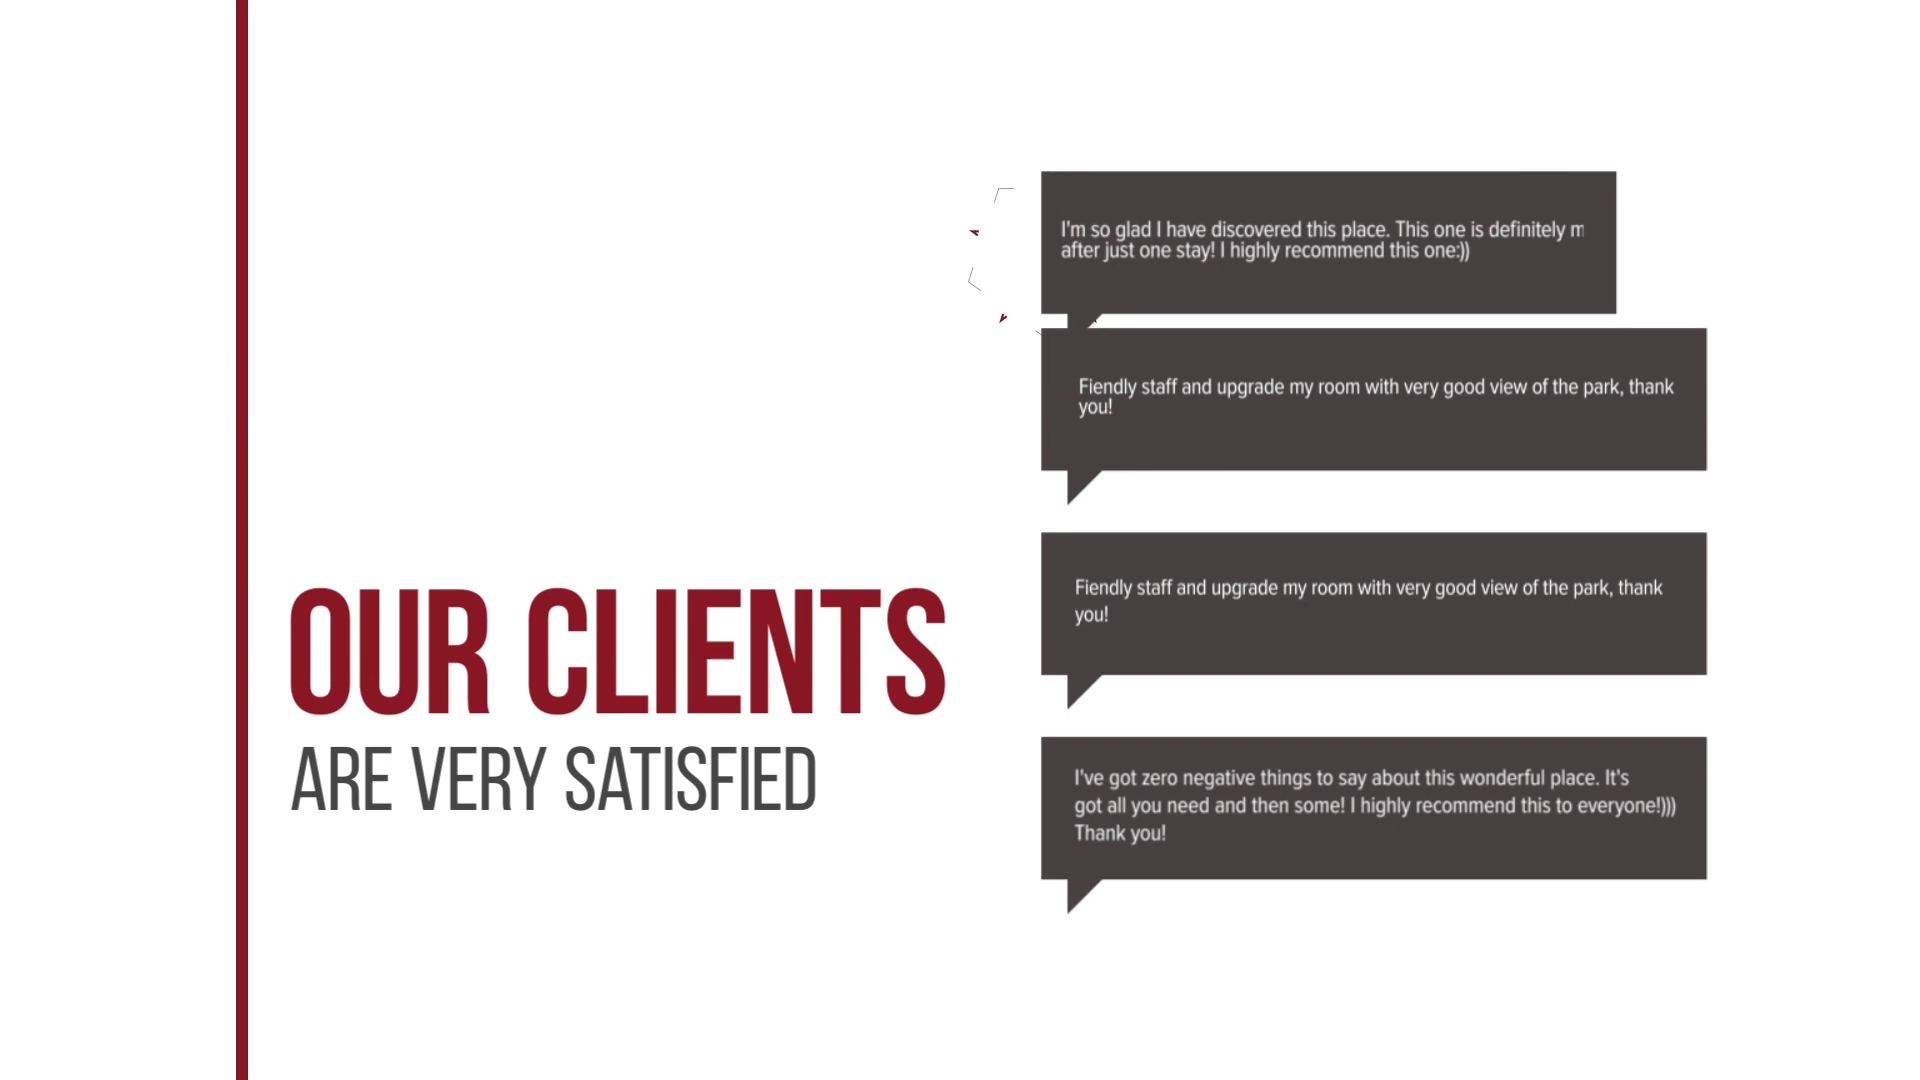 OUR CLIENTS
ARE VERY SATISFIED
I'm so glad I have discovered this place. This one is definitely
after just one stay! I highly recommend this one:))
Fiendly staff and upgrade my room with very good view of the park, thank
you!
Fiendly staff and upgrade my room with very good view of the park, thank
you!
I've got zero negative things to say about this wonderful place. It's
got all you need and then some! I highly recommend this to everyone!)))
Thank you!